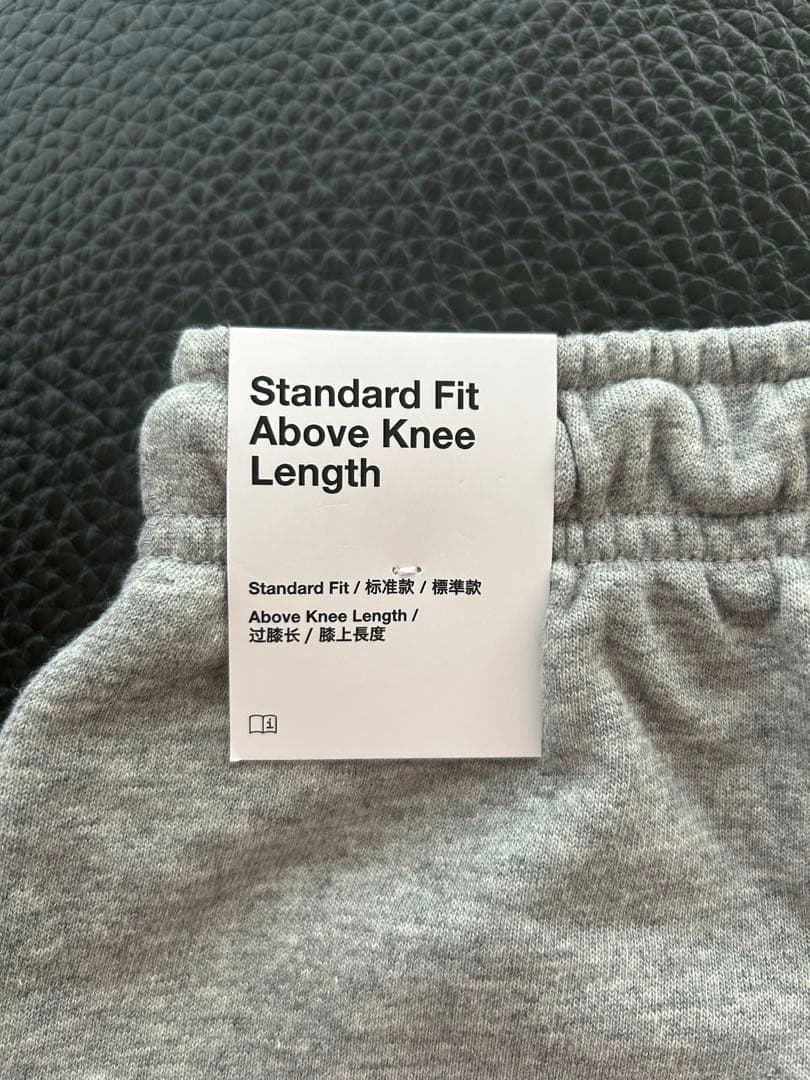 Standard Fit
Above Knee
Length
Standard Fit / 标准款 / 標準款
Above Knee Length /
过膝长 / 膝上長度
i